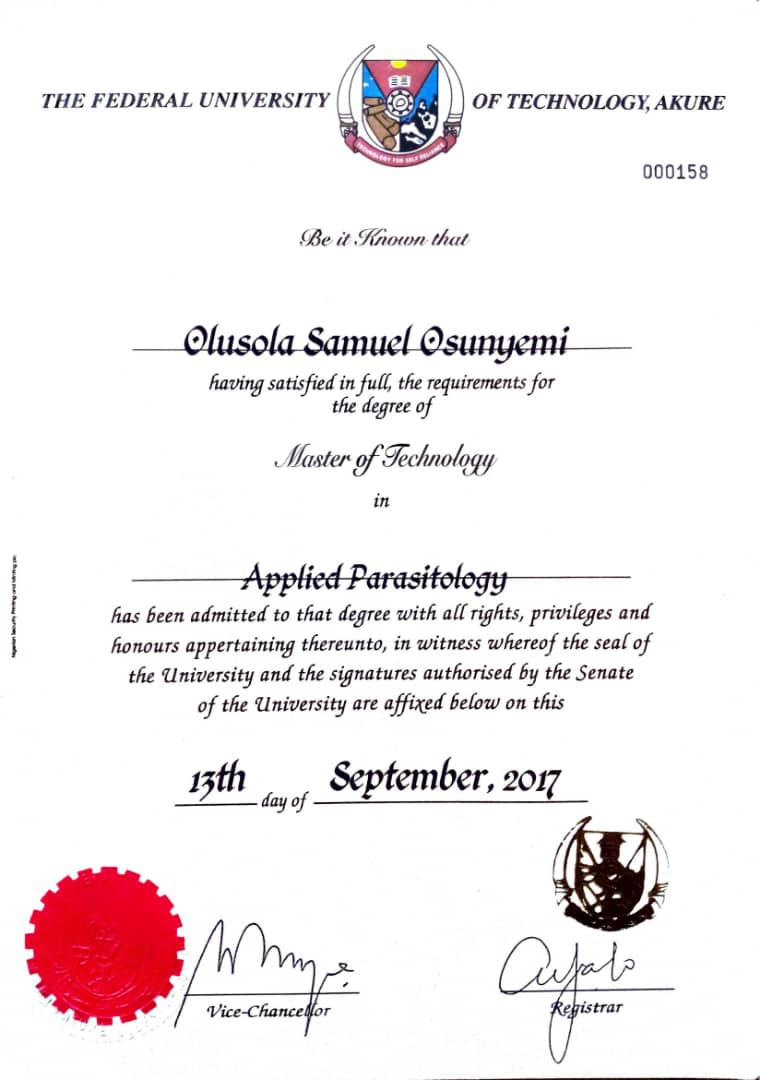 THE FEDERAL UNIVERSITY OF TECHNOLOGY, AKURE
TECHNOLOGY FOR SELF RELIANCE
000158
Be it Known that
Olusola Samuel Osunyemi
having satisfied in full, the requirements for
the degree of
Master of Technology
in
Applied Parasitology
has been admitted to that degree with all rights, privileges and
honours appertaining thereunto, in witness whereof the seal of
the University and the signatures authorised by the Senate
of the University are affixed below on this
13th day of September, 2017
Vice-Chancellor
Registrar
Nigerian Security Printing and Minting plc